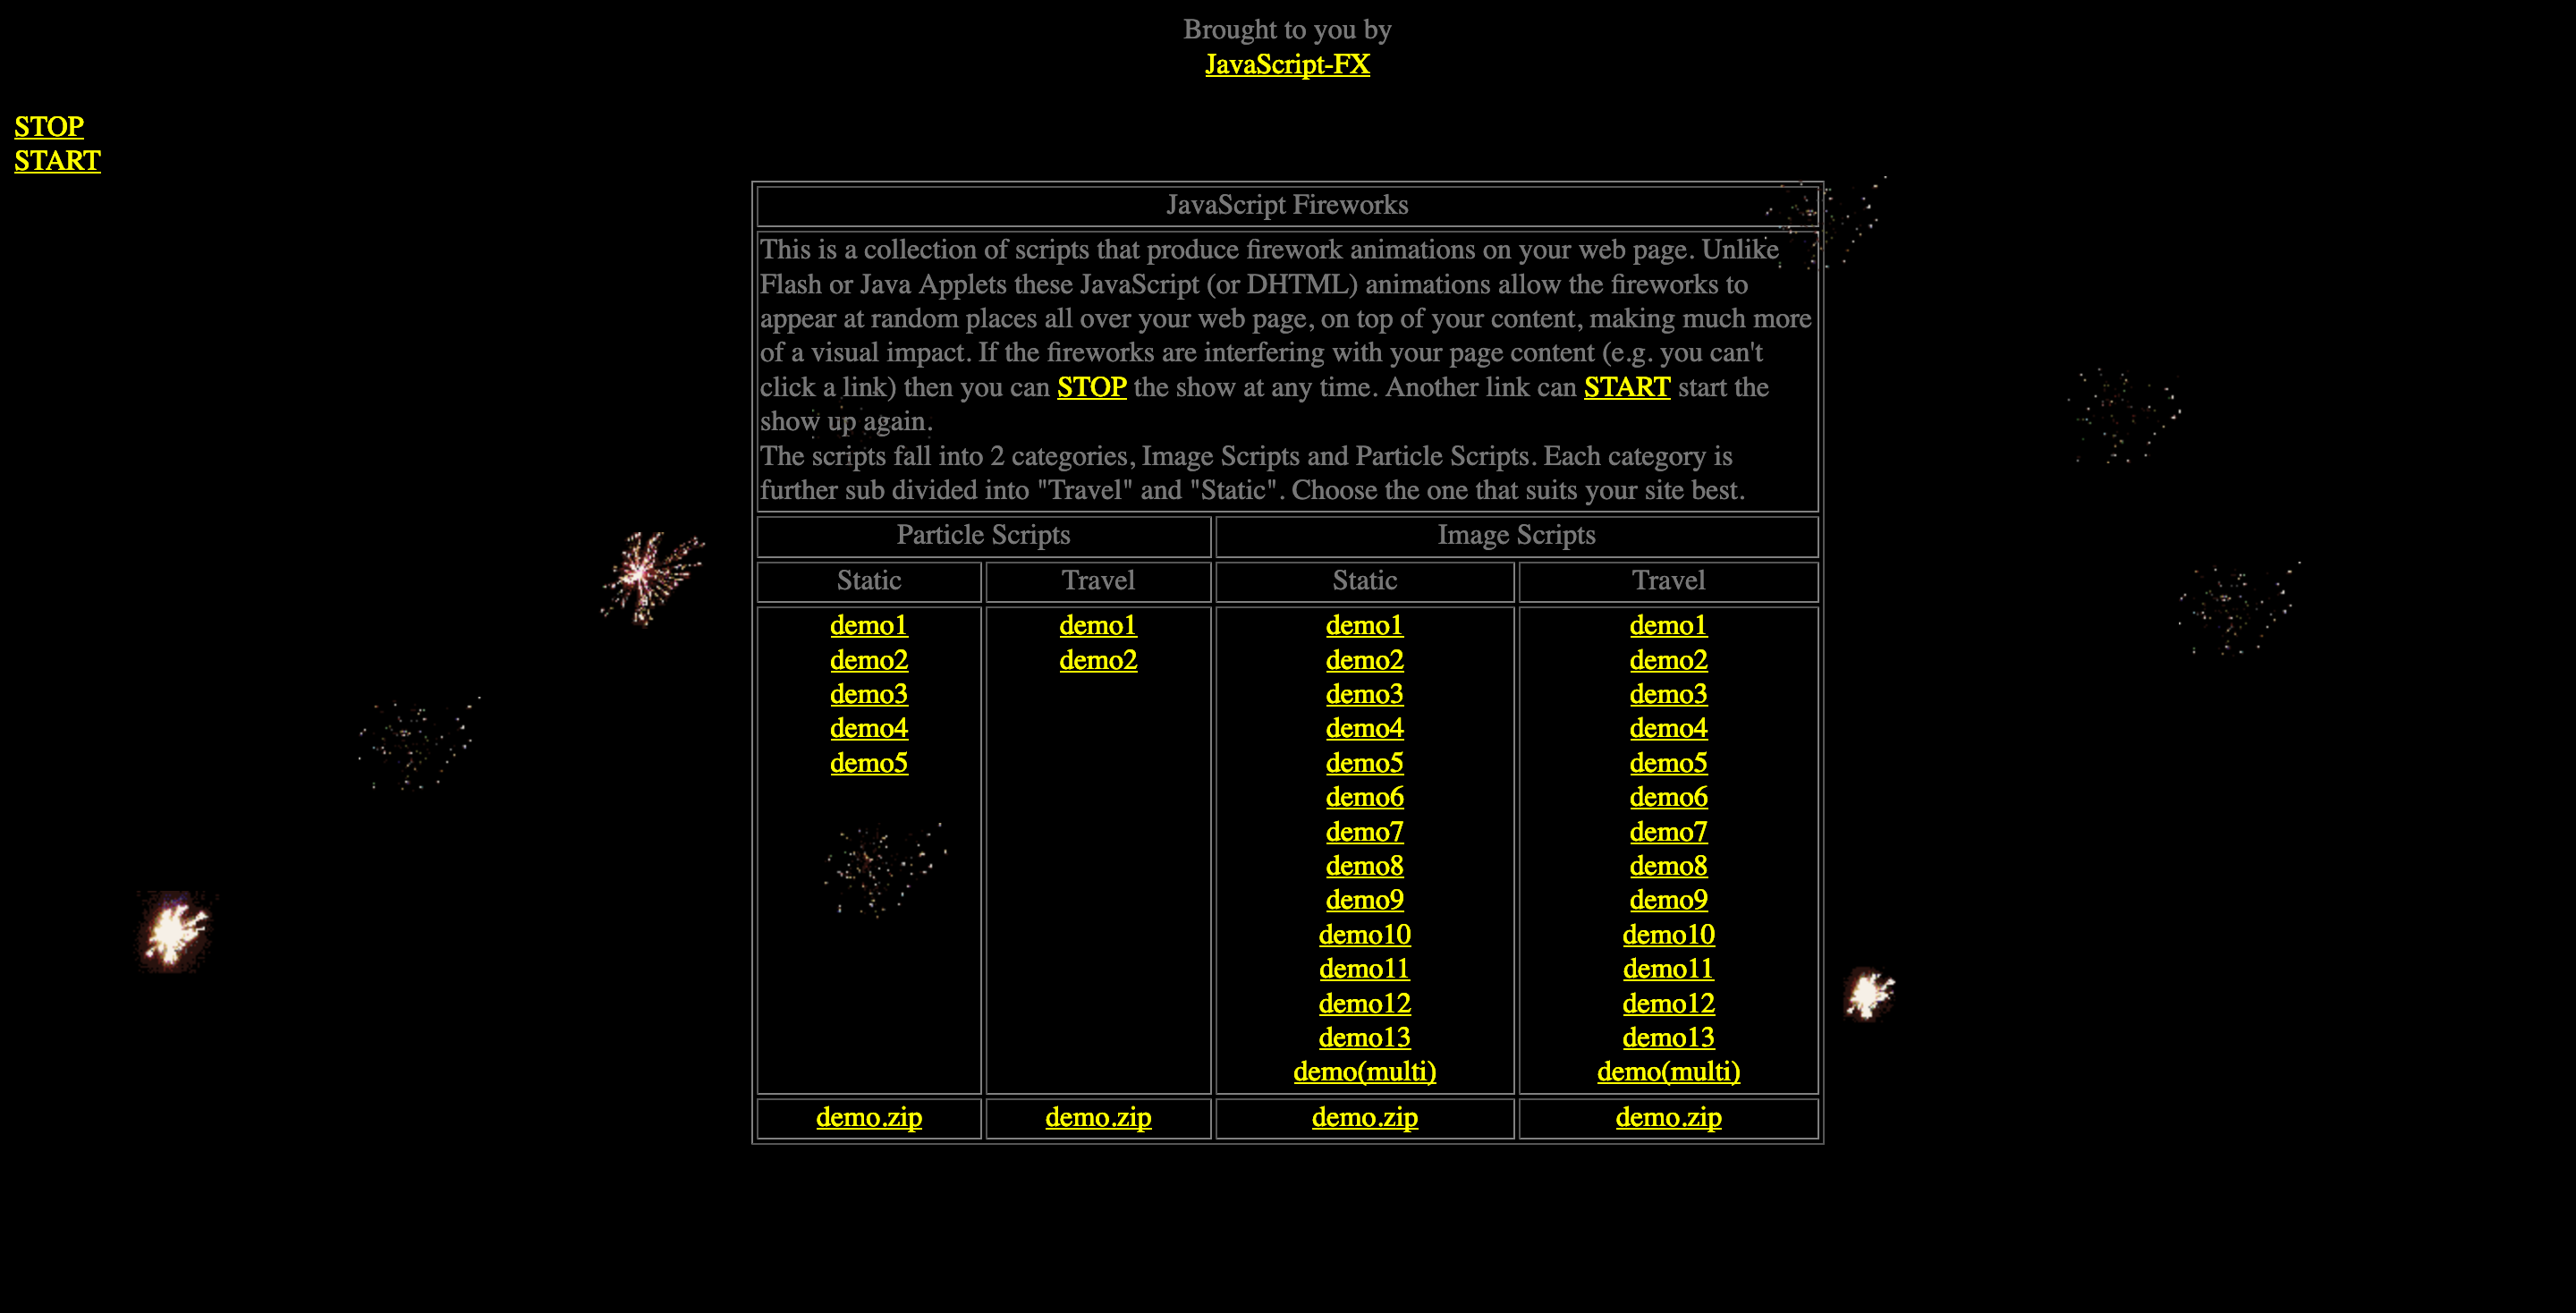 Brought to you by
JavaScript-FX
STOP
START
JavaScript Fireworks
This is a collection of scripts that produce firework animations on your web page. Unlike
Flash or Java Applets these JavaScript (or DHTML) animations allow the fireworks to
appear at random places all over your web page, on top of your content, making much more
of a visual impact. If the fireworks are interfering with your page content (e.g. you can't
click a link) then you can STOP the show at any time. Another link can START start the
show up again.
The scripts fall into 2 categories, Image Scripts and Particle Scripts. Each category is
further sub divided into "Travel" and "Static". Choose the one that suits your site best.
Particle Scripts Image Scripts
Static Travel Static Travel
demo1 demo1 demo1 demo1
demo2 demo2 demo2 demo2
demo3 demo3 demo3
demo4 demo4 demo4
demo5 demo5 demo5
demo6 demo6
demo7 demo7
demo8 demo8
demo9 demo9
demo10 demo10
demo11 demo11
demo12 demo12
demo13 demo13
demo(multi) demo(multi)
demo.zip demo.zip demo.zip demo.zip